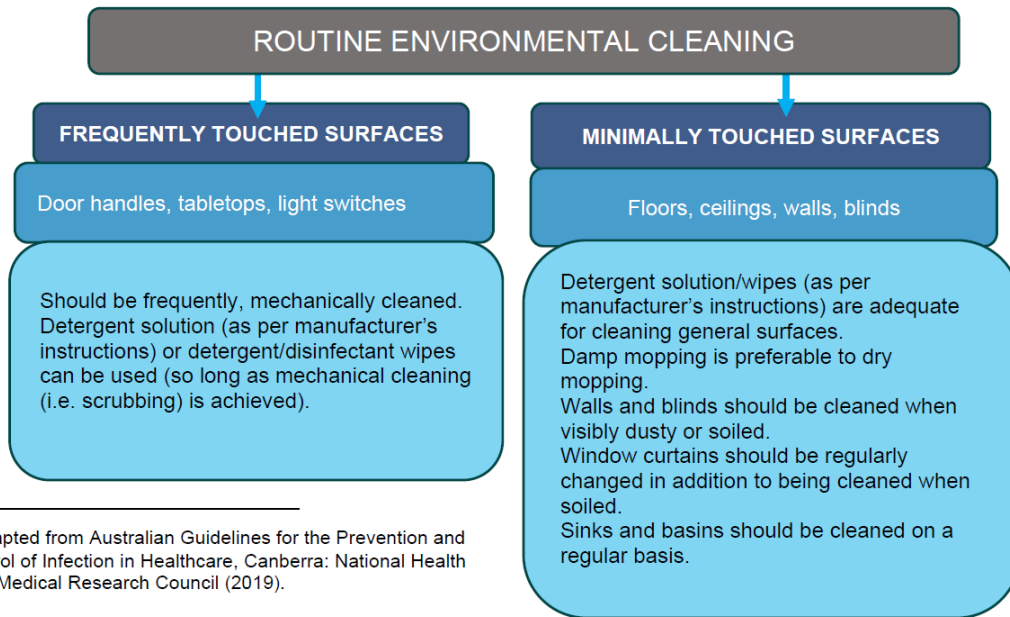 ROUTINE ENVIRONMENTAL CLEANING
FREQUENTLY TOUCHED SURFACES
Door handles, tabletops, light switches
Should be frequently, mechanically cleaned.
Detergent solution (as per manufacturer's
instructions) or detergent/disinfectant wipes
can be used (so long as mechanical cleaning
(i.e. scrubbing) is achieved).
MINIMALLY TOUCHED SURFACES
Floors, ceilings, walls, blinds
Detergent solution/wipes (as per
manufacturer's instructions) are adequate
for cleaning general surfaces.
Damp mopping is preferable to dry
mopping.
Walls and blinds should be cleaned when
visibly dusty or soiled.
Window curtains should be regularly
changed in addition to being cleaned when
soiled.
Sinks and basins should be cleaned on a
regular basis.
pted from Australian Guidelines for the Prevention and
ol of Infection in Healthcare, Canberra: National Health
Medical Research Council (2019).